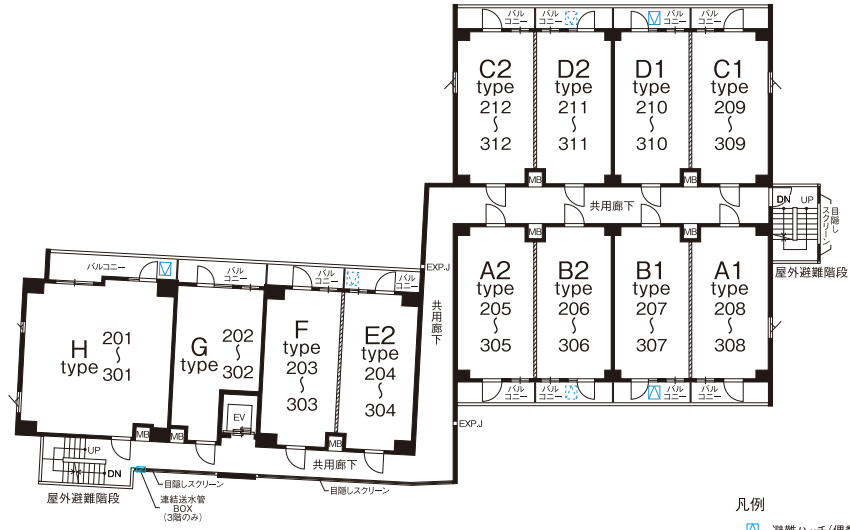 バル
コニー
バル
コニー
バル
コニー
バル
コニー
C2
type
212
〜
312
D2
type
211
〜
311
D1
type
210
〜
310
C1
type
209
〜
309
MB
MB
共用廊下
DN
UP
目隠し
スクリーン
屋外避難階段
MB
MB
A2
type
205
〜
305
B2
type
206
〜
306
B1
type
207
〜
307
A1
type
208
〜
308
バル
コニー
バル
コニー
バル
コニー
バル
コニー
EXP.J
共用廊下
EXP.J
バルコニー
バル
コニー
バル
コニー
バル
コニー
H
type
201
〜
301
G
type
202
〜
302
F
type
203
〜
303
E2
type
204
〜
304
EV
MB
MB
MB
UP
DN
共用廊下
目隠しスクリーン
目隠しスクリーン
屋外避難階段
連結送水管
BOX
(3階のみ)
凡例